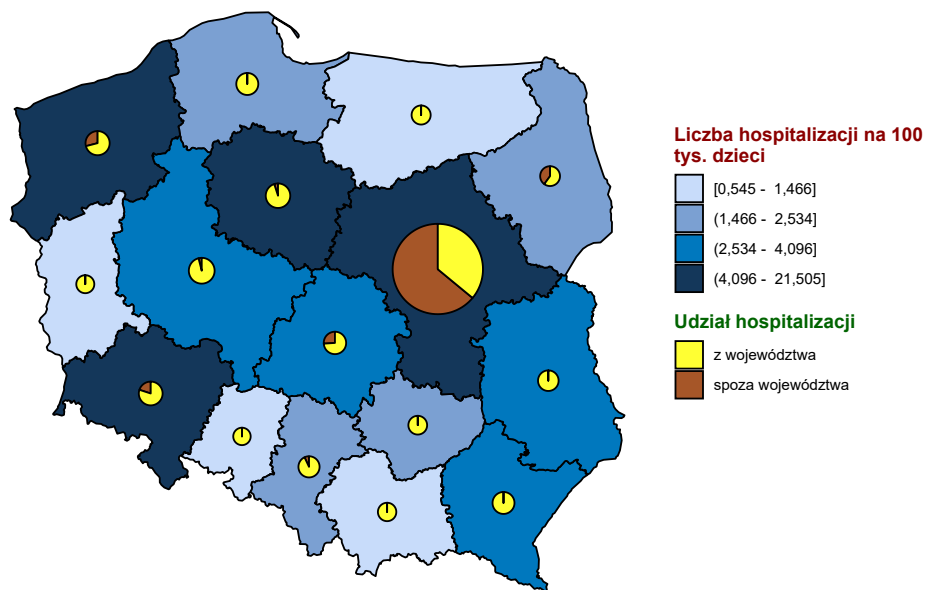 Liczba hospitalizacji na 100
tys. dzieci
[0,545 - 1,466]
(1,466 - 2,534]
(2,534 - 4,096]
(4,096 - 21,505]
Udział hospitalizacji
z województwa
spoza województwa